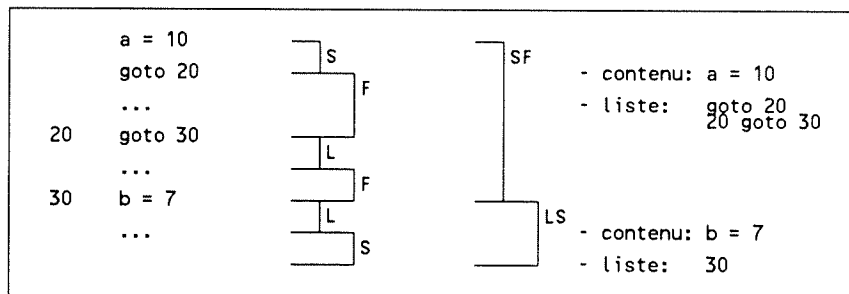 a = 10
S
SF
goto 20
- contenu: a = 10
F
...
- liste: goto 20
20 goto 30
20 goto 30
L
...
F
30 b = 7
L
LS
...
- contenu: b = 7
S
- liste: 30